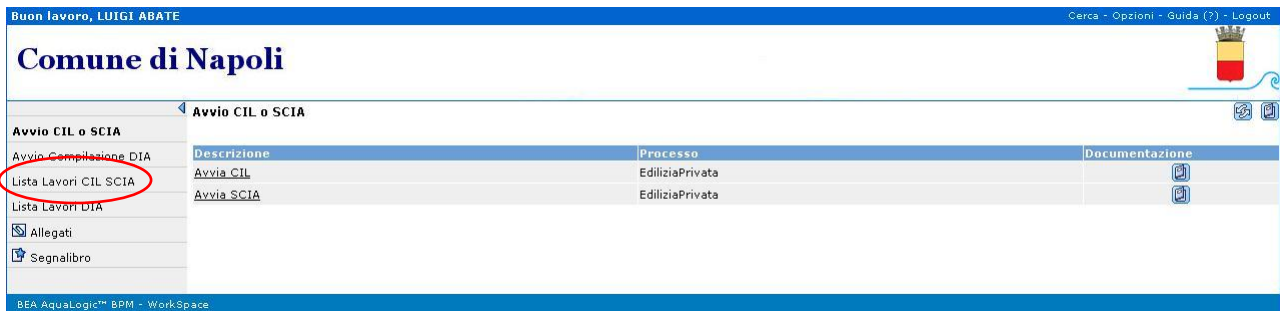 Buon lavoro, LUIGI ABATE
Cerca - Opzioni - Guida (?) - Logout
Comune di Napoli
Avvio CIL o SCIA
Avvio CIL o SCIA
Avvio Compilazione DIA
Lista Lavori CIL SCIA
Lista Lavori DIA
Allegati
Segnalibro
Descrizione Processo Documentazione
Avvia CIL EdiliziaPrivata
Avvia SCIA EdiliziaPrivata
BEA AquaLogic™ BPM - WorkSpace